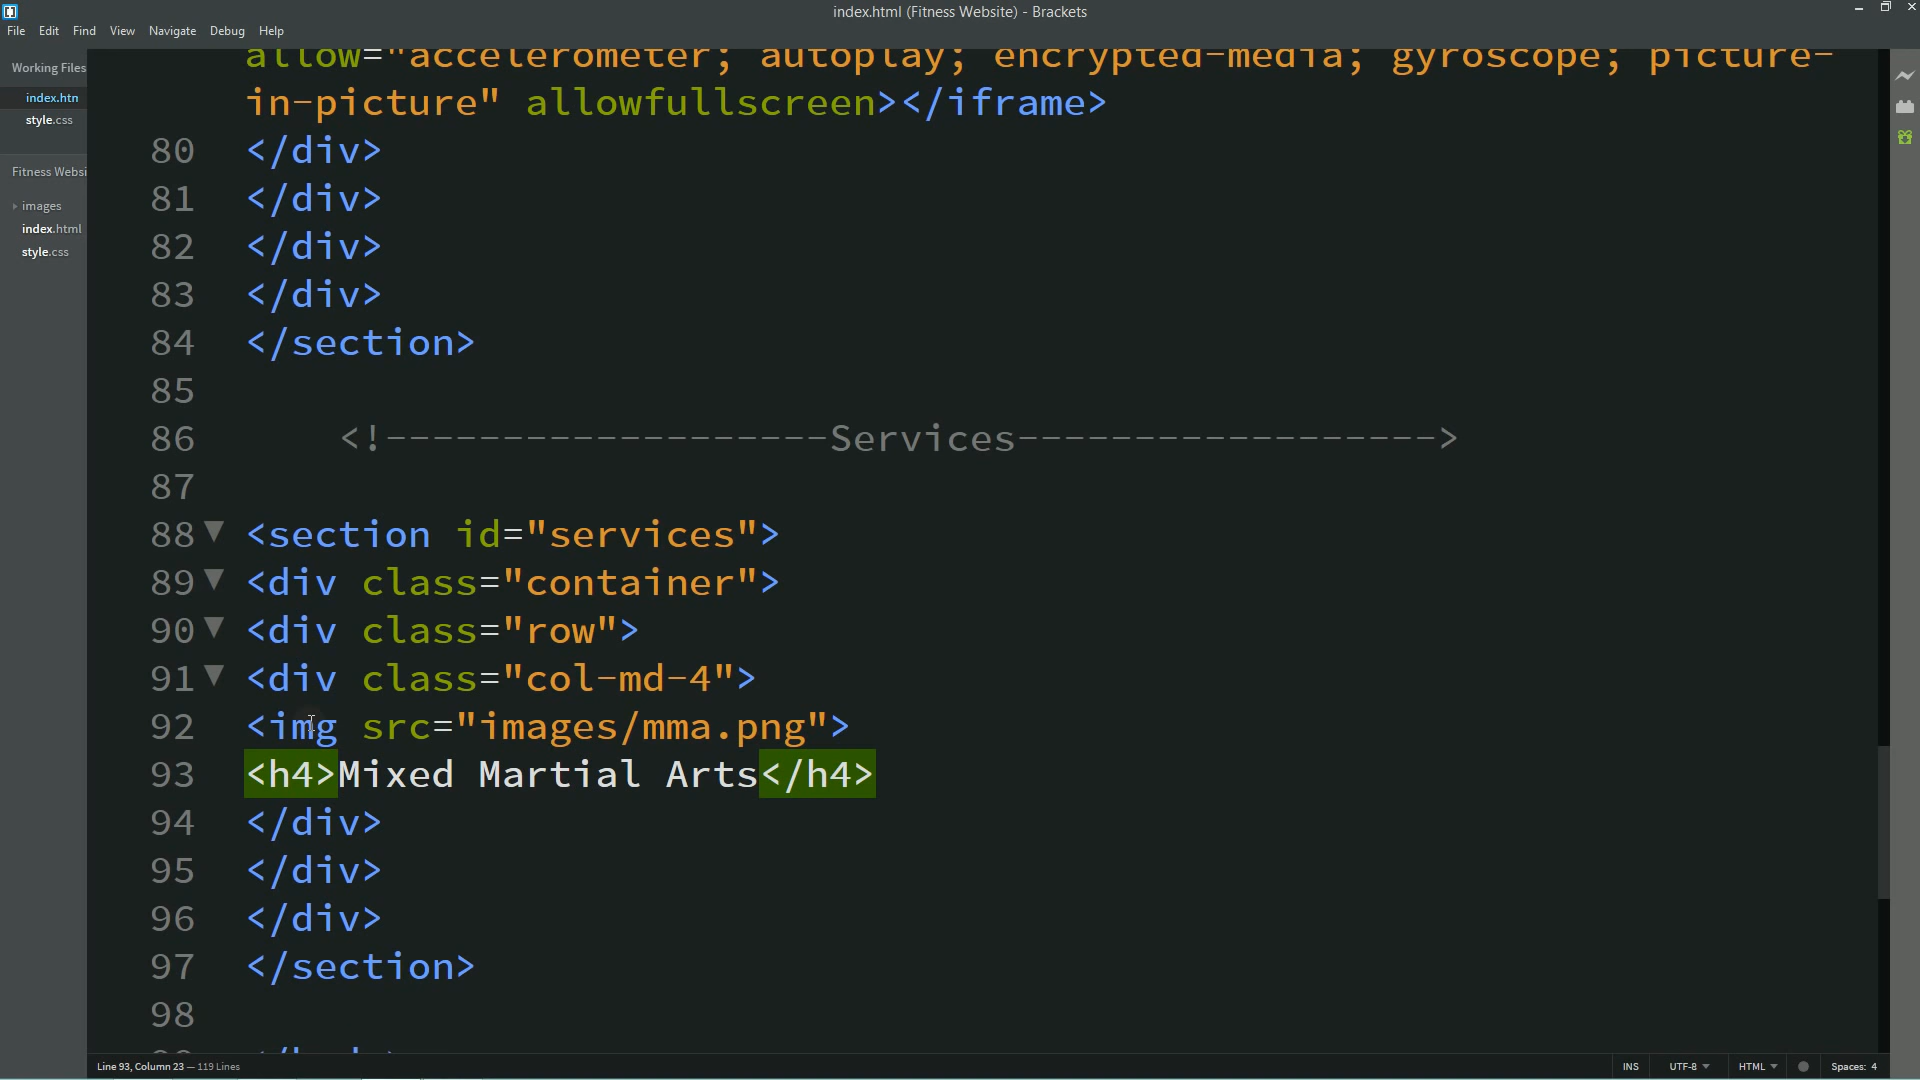 index.html (Fitness Website) - Brackets
File Edit Find View Navigate Debug Help
Working Files
index.htn
style.css
Fitness Websi
images
index.html
style.css
allow="accelerometer; autoplay; encrypted-media; gyroscope; picture-
in-picture" allowfullscreen></iframe>
80 </div>
81 </div>
82 </div>
83 </div>
84 </section>
85
86 <!-------------------Services------------------>
87
88 <section id="services">
89 <div class="container">
90 <div class="row">
91 <div class="col-md-4">
92 <img src="images/mma.png">
93 <h4>Mixed Martial Arts</h4>
94 </div>
95 </div>
96 </div>
97 </section>
98
Line 93, Column 23 — 119 Lines
INS UTF-8 HTML Spaces: 4